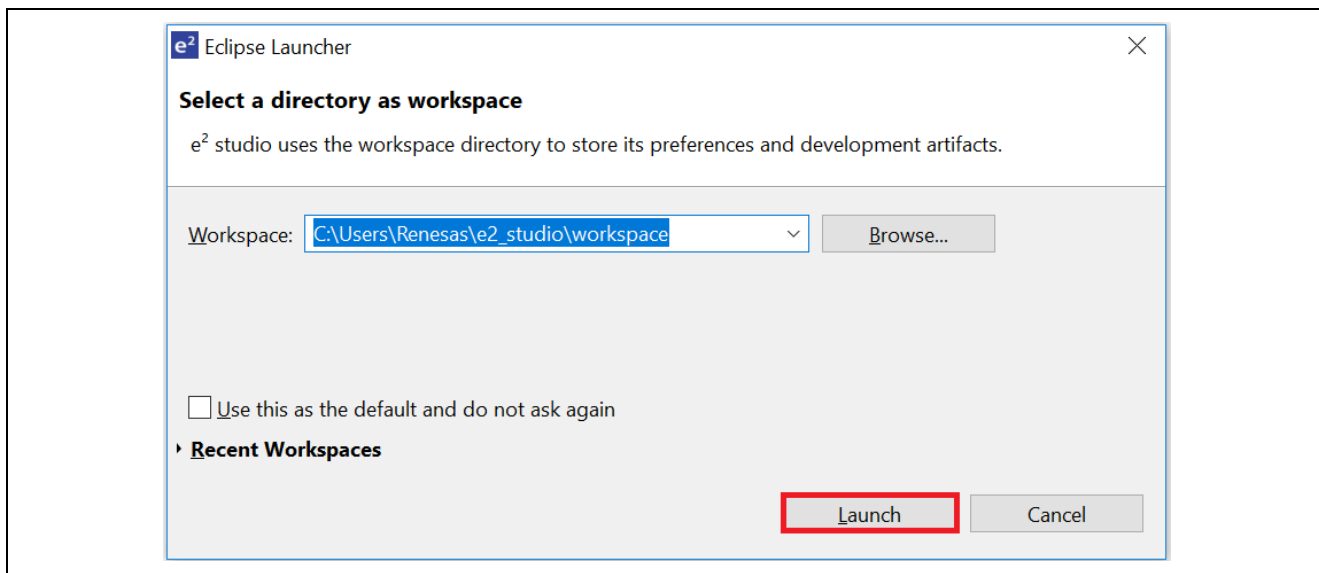 e² Eclipse Launcher
Select a directory as workspace
e² studio uses the workspace directory to store its preferences and development artifacts.
Workspace: C:\Users\Renesas\e2_studio\workspace Browse...
Use this as the default and do not ask again
Recent Workspaces
Launch Cancel